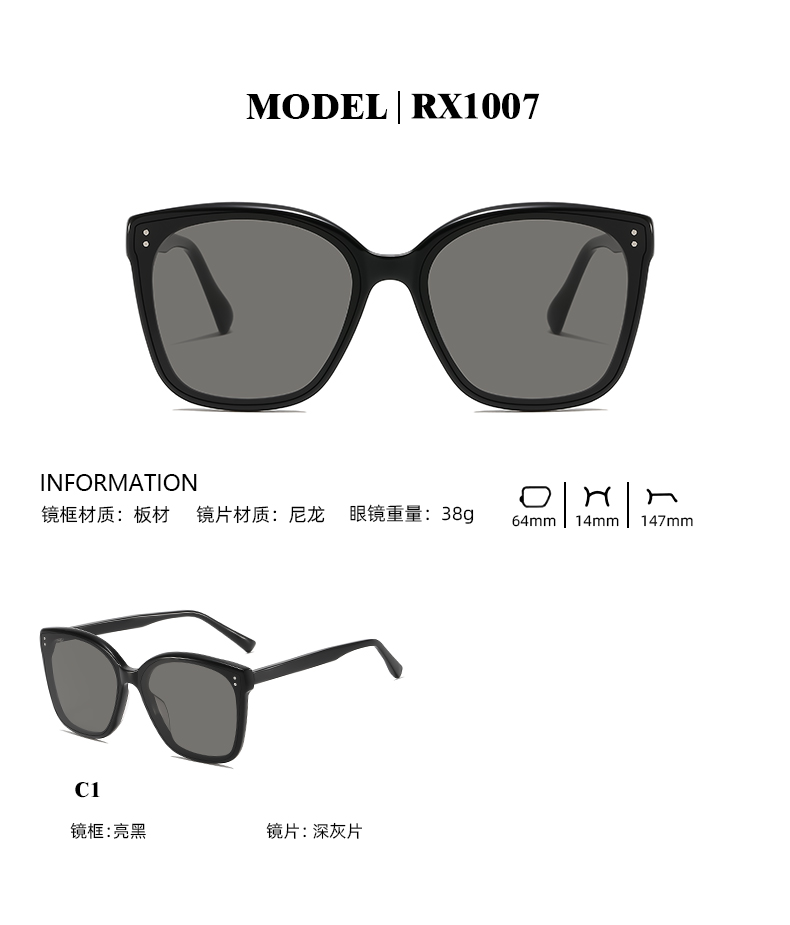 MODEL | RX1007
INFORMATION
镜框材质：板材 镜片材质：尼龙 眼镜重量：38g
64mm | 14mm | 147mm
C1
镜框:亮黑 镜片: 深灰片